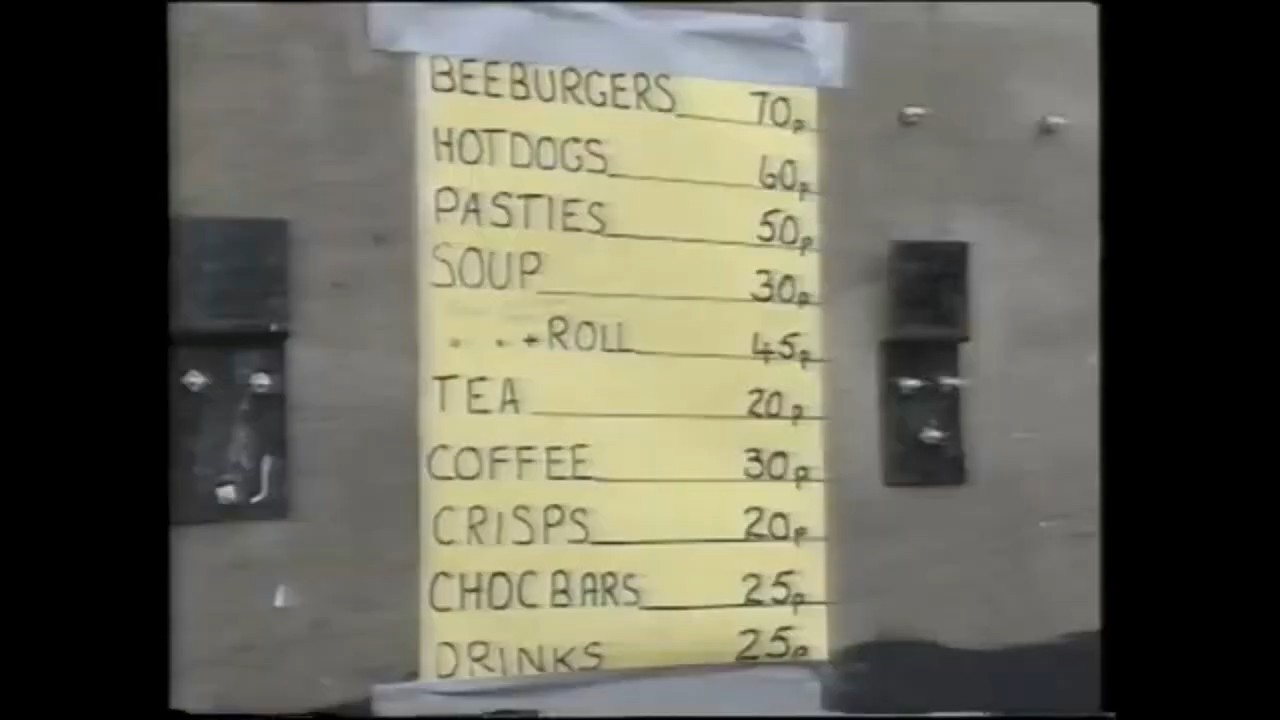 BEEBURGERS 70p
HOTDOGS 60p
PASTIES 50p
SOUP 30p
" " +ROLL 45p
TEA 20p
COFFEE 30p
CRISPS 20p
CHOC BARS 25p
DRINKS 25p